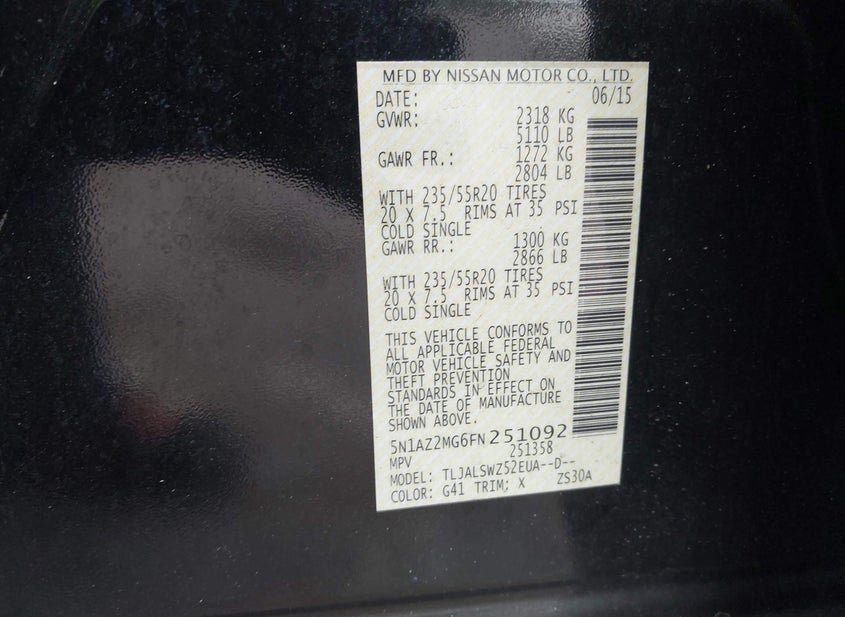 MFD BY NISSAN MOTOR CO., LTD.
DATE: 06/15
GVWR: 2318 KG
5110 LB
GAWR FR.: 1272 KG
2804 LB
WITH 235/55R20 TIRES
20 X 7.5 RIMS AT 35 PSI
COLD SINGLE
GAWR RR.: 1300 KG
2866 LB
WITH 235/55R20 TIRES
20 X 7.5 RIMS AT 35 PSI
COLD SINGLE
THIS VEHICLE CONFORMS TO
ALL APPLICABLE FEDERAL
MOTOR VEHICLE SAFETY AND
THEFT PREVENTION
STANDARDS IN EFFECT ON
THE DATE OF MANUFACTURE
SHOWN ABOVE.
5N1AZ2MG6FN251092
251358
MPV
MODEL: TLJALSWZ52EUA--D--
COLOR: G41 TRIM; X ZS30A